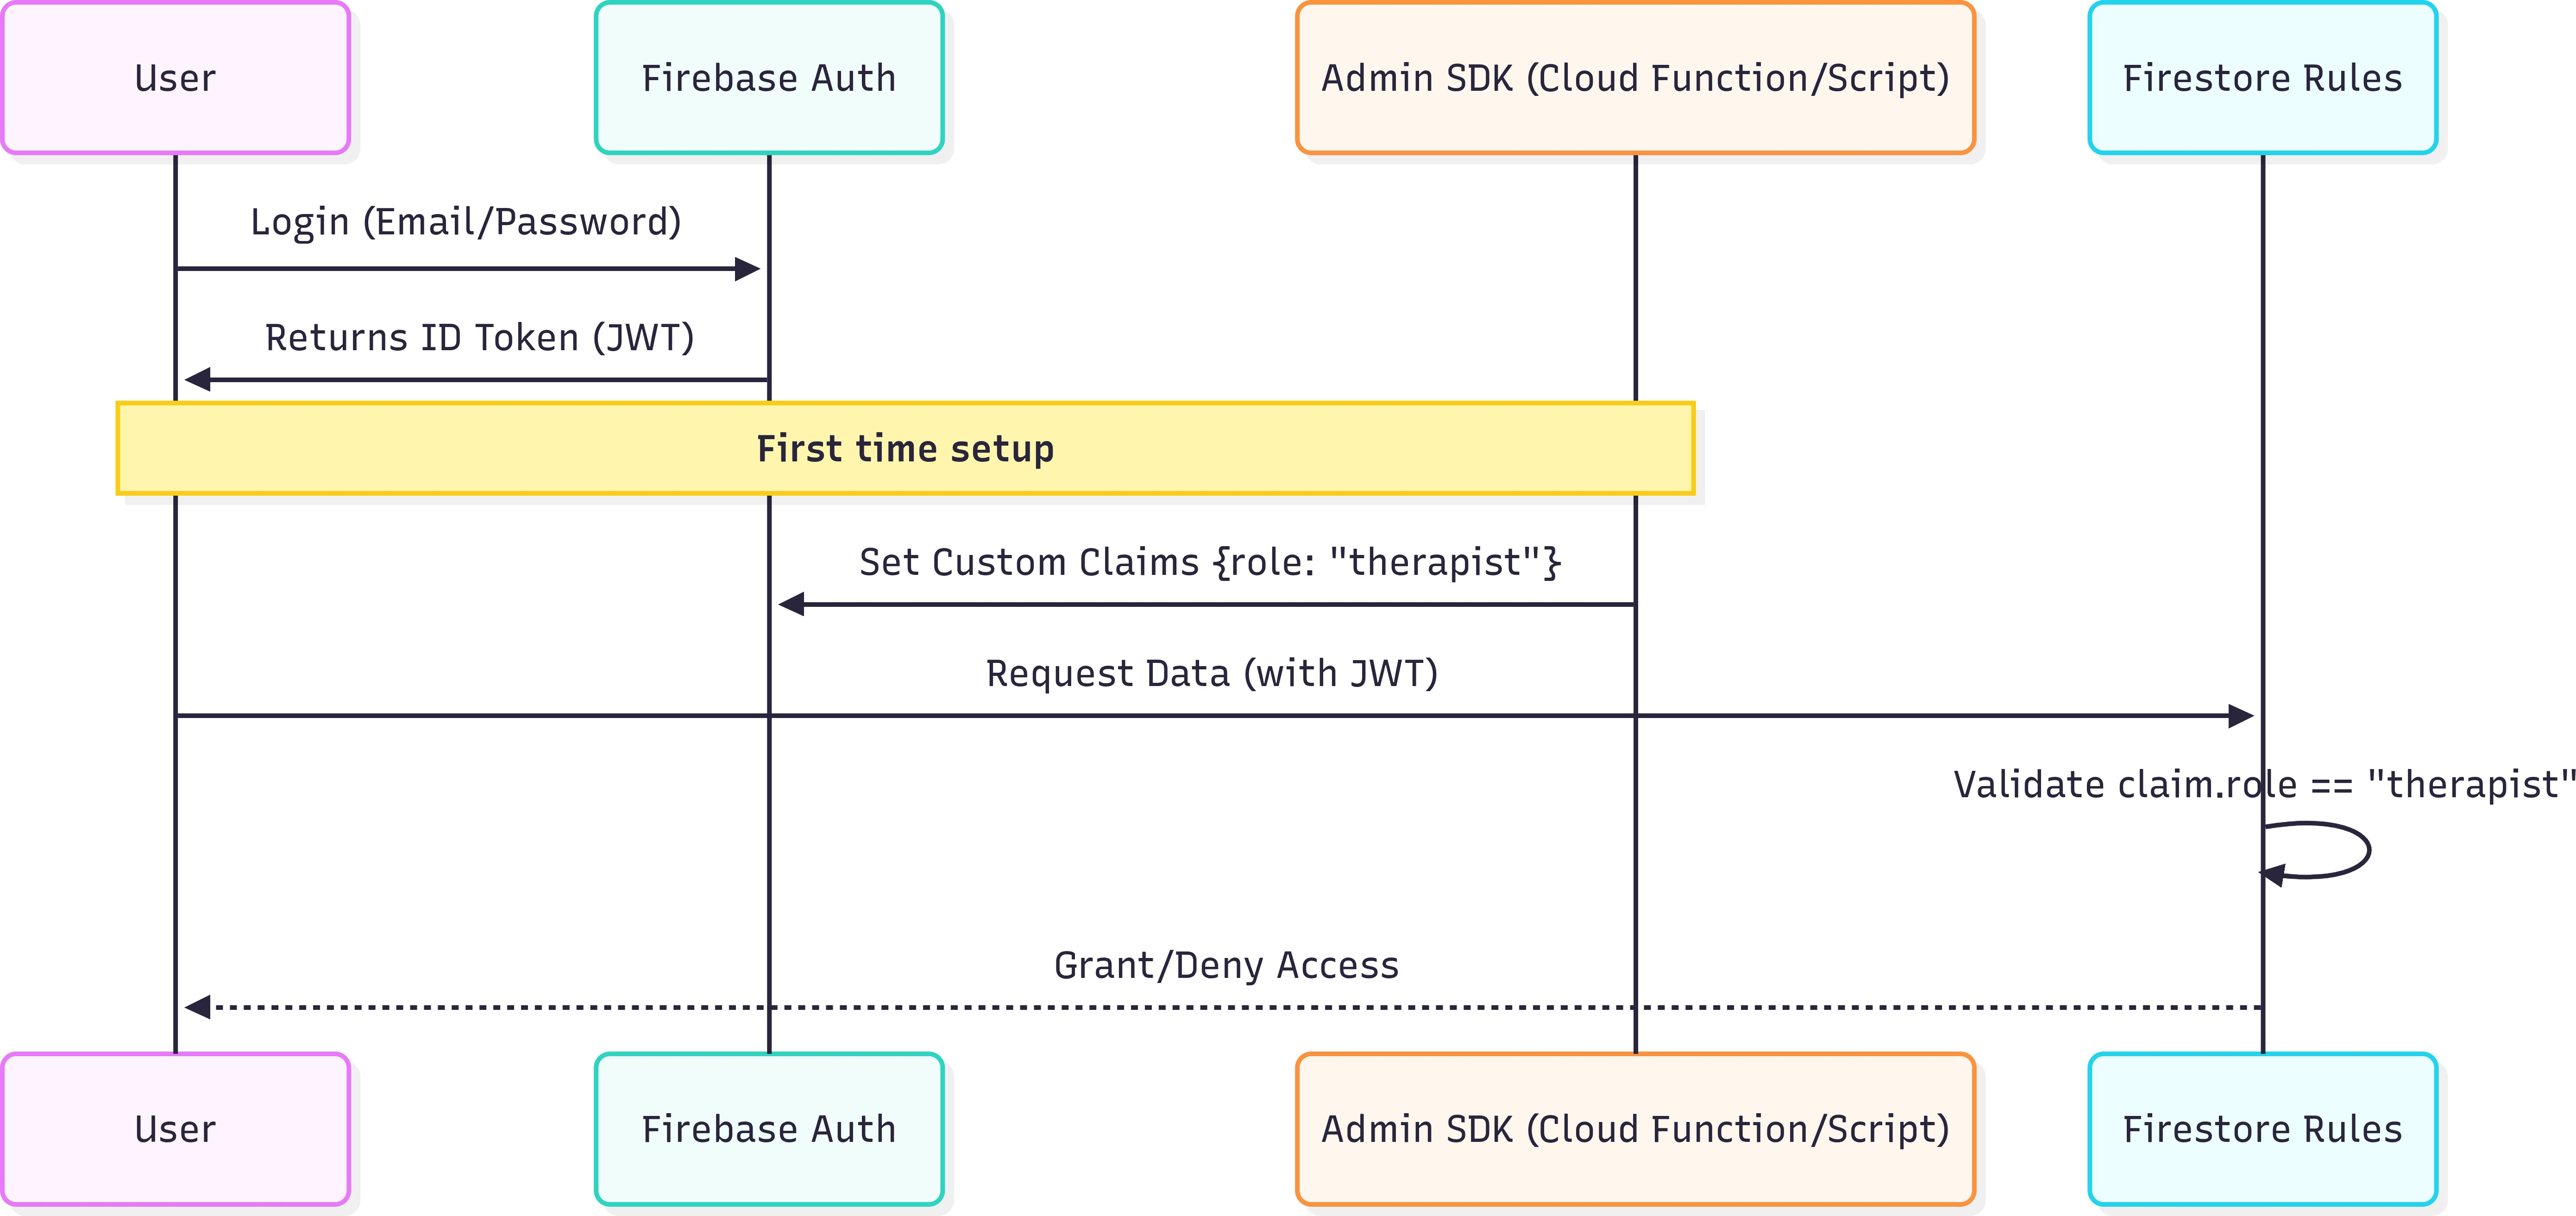 User
Firebase Auth
Admin SDK (Cloud Function/Script)
Firestore Rules
Login (Email/Password)
Returns ID Token (JWT)
First time setup
Set Custom Claims {role: "therapist"}
Request Data (with JWT)
Validate claim.role == "therapist"
Grant/Deny Access
User
Firebase Auth
Admin SDK (Cloud Function/Script)
Firestore Rules